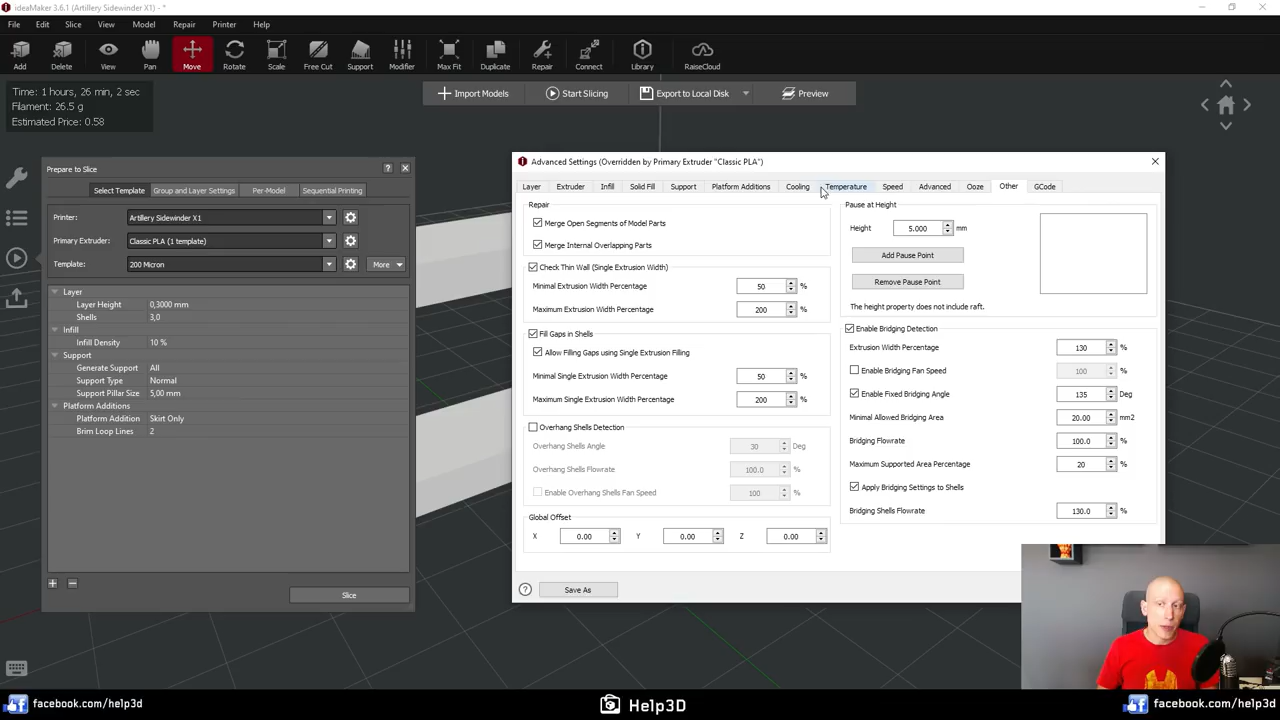 ideaMaker 3.6.1 (Artillery Sidewinder X1) - *
File Edit Slice View Model Repair Printer Help
Add Delete View Pan Move Rotate Scale Free Cut Support Modifier Max Fit Duplicate Repair Connect Library RaiseCloud
Time: 1 hours, 26 min, 2 sec
Filament: 26.5 g
Estimated Price: 0.58
Import Models Start Slicing Export to Local Disk Preview
Prepare to Slice ?
Select Template Group and Layer Settings Per-Model Sequential Printing
Printer: Artillery Sidewinder X1
Primary Extruder: Classic PLA (1 template)
Template: 200 Micron More
Layer
Layer Height 0,3000 mm
Shells 3,0
Infill
Infill Density 10 %
Support
Generate Support All
Support Type Normal
Support Pillar Size 5,00 mm
Platform Additions
Platform Addition Skirt Only
Brim Loop Lines 2
Slice
Advanced Settings (Overridden by Primary Extruder "Classic PLA")
Layer Extruder Infill Solid Fill Support Platform Additions Cooling Temperature Speed Advanced Ooze Other GCode
Repair
Merge Open Segments of Model Parts
Merge Internal Overlapping Parts
Check Thin Wall (Single Extrusion Width)
Minimal Extrusion Width Percentage 50 %
Maximum Extrusion Width Percentage 200 %
Fill Gaps in Shells
Allow Filling Gaps using Single Extrusion Filling
Minimal Single Extrusion Width Percentage 50 %
Maximum Single Extrusion Width Percentage 200 %
Overhang Shells Detection
Overhang Shells Angle 30 Deg
Overhang Shells Flowrate 100.0 %
Enable Overhang Shells Fan Speed 100 %
Global Offset
X 0.00 Y 0.00 Z 0.00
Pause at Height
Height 5.000 mm
Add Pause Point
Remove Pause Point
The height property does not include raft.
Enable Bridging Detection
Extrusion Width Percentage 130 %
Enable Bridging Fan Speed 100 %
Enable Fixed Bridging Angle 135 Deg
Minimal Allowed Bridging Area 20.00 mm2
Bridging Flowrate 100.0 %
Maximum Supported Area Percentage 20 %
Apply Bridging Settings to Shells
Bridging Shells Flowrate 130.0 %
? Save As
facebook.com/help3d Help3D facebook.com/help3d